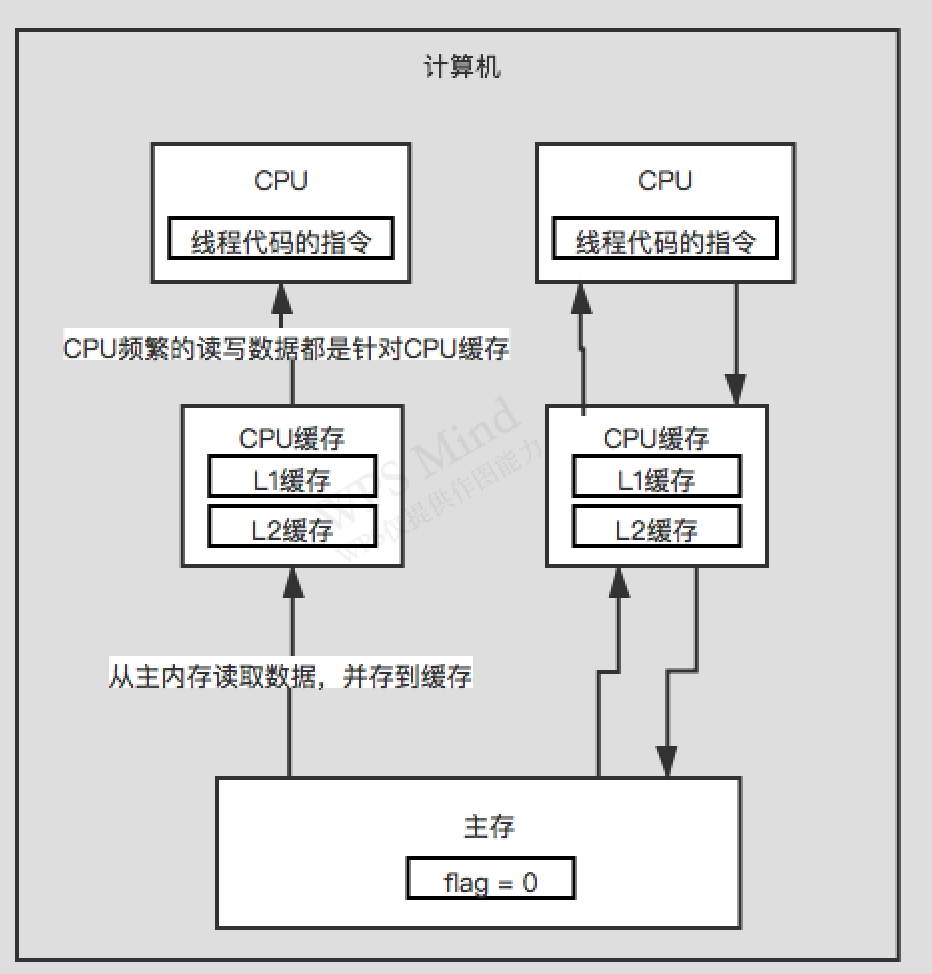 计算机
CPU
CPU
线程代码的指令
线程代码的指令
CPU频繁的读写数据都是针对CPU缓存
CPU缓存
CPU缓存
L1缓存
L1缓存
L2缓存
L2缓存
WPS Mind
WPS仅提供作图能力
从主内存读取数据，并存到缓存
主存
flag = 0